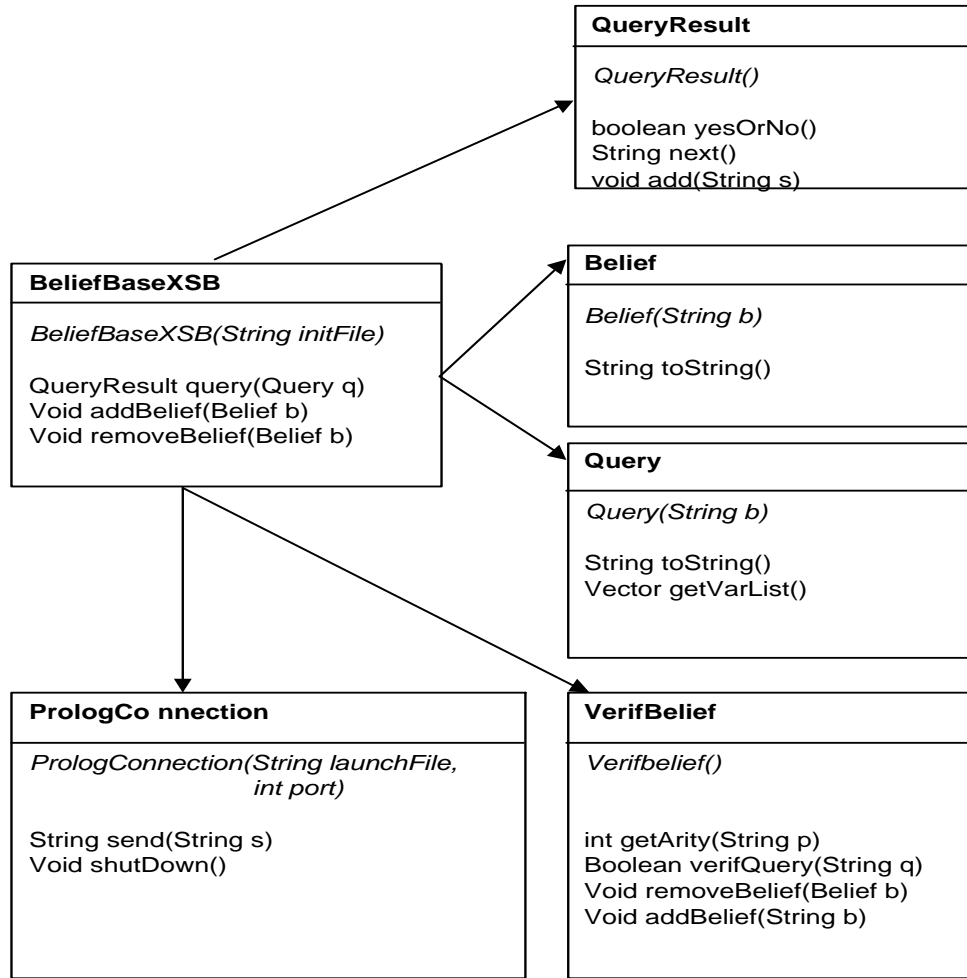 QueryResult
QueryResult()
boolean yesOrNo()
String next()
void add(String s)
BeliefBaseXSB
BeliefBaseXSB(String initFile)
QueryResult query(Query q)
Void addBelief(Belief b)
Void removeBelief(Belief b)
Belief
Belief(String b)
String toString()
Query
Query(String b)
String toString()
Vector getVarList()
PrologCo nnection
PrologConnection(String launchFile,
int port)
String send(String s)
Void shutDown()
VerifBelief
Verifbelief()
int getArity(String p)
Boolean verifQuery(String q)
Void removeBelief(Belief b)
Void addBelief(String b)